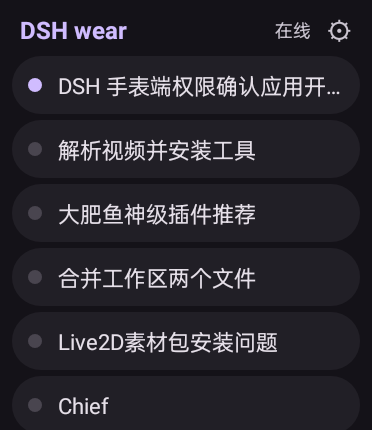 DSH wear 在线
DSH 手表端权限确认应用开…
解析视频并安装工具
大肥鱼神级插件推荐
合并工作区两个文件
Live2D素材包安装问题
Chief